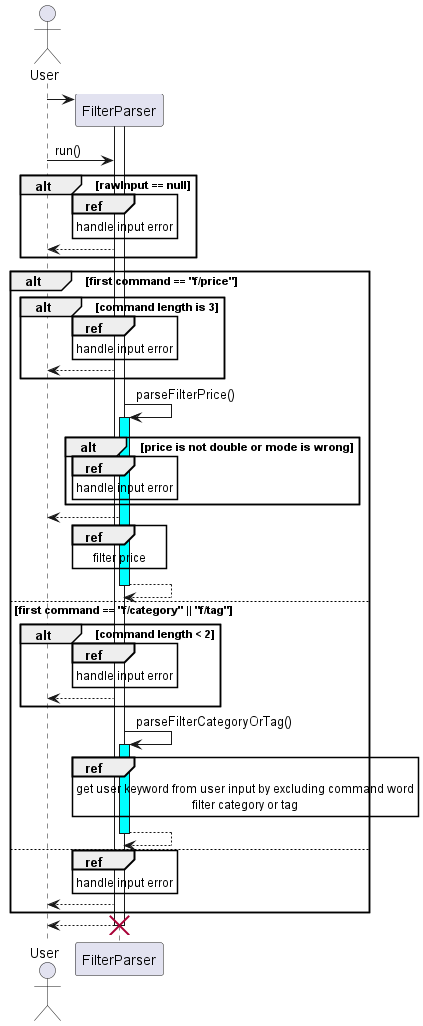 User
FilterParser
run()
alt [rawInput == null]
ref
handle input error
alt [first command == "f/price"]
alt [command length is 3]
ref
handle input error
parseFilterPrice()
alt [price is not double or mode is wrong]
ref
handle input error
ref
filter price
[first command == "f/category" || "f/tag"]
alt [command length < 2]
ref
handle input error
parseFilterCategoryOrTag()
ref
get user keyword from user input by excluding command word
filter category or tag
ref
handle input error
User
FilterParser